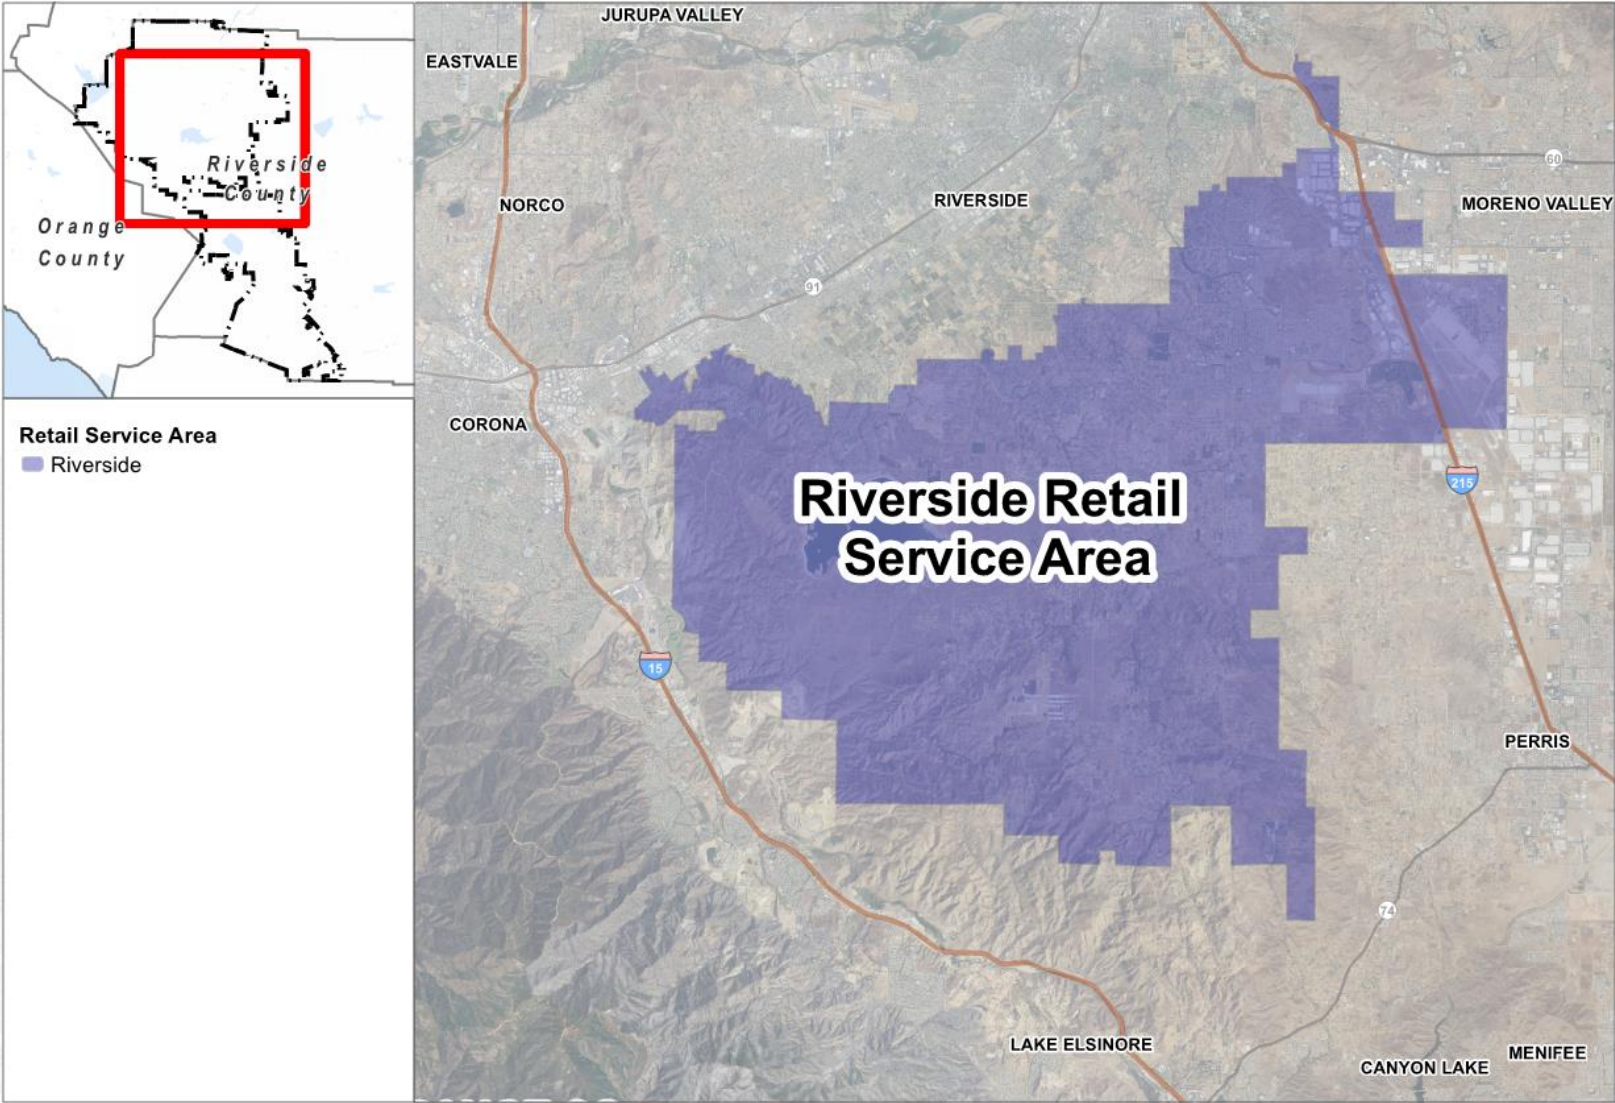 Riverside
County
Orange
County
Retail Service Area
Riverside
JURUPA VALLEY
EASTVALE
60
NORCO
RIVERSIDE
MORENO VALLEY
91
CORONA
Riverside Retail
Service Area
215
15
PERRIS
74
LAKE ELSINORE
MENIFEE
CANYON LAKE